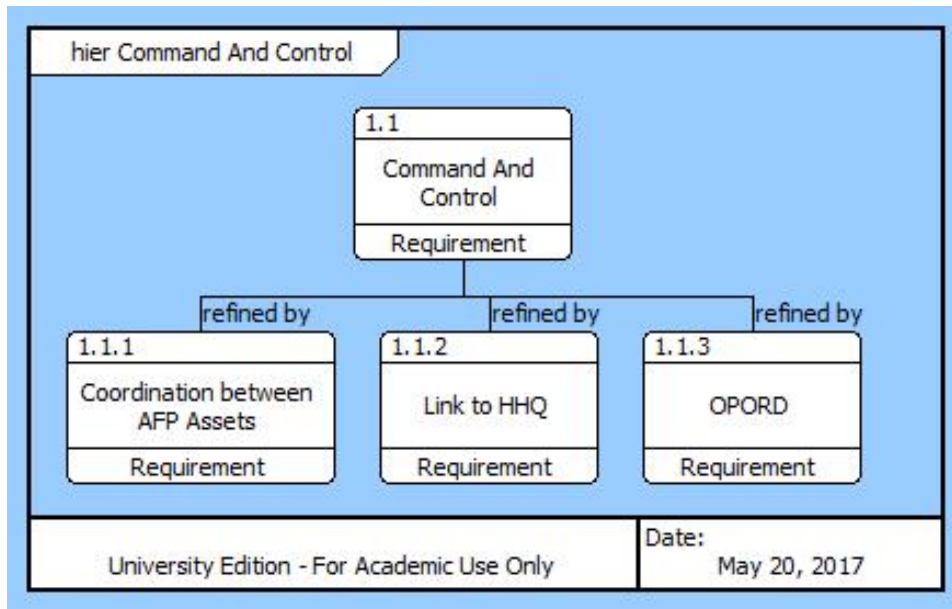 hier Command And Control
1.1
Command And
Control
Requirement
refined by
refined by
refined by
1.1.1
Coordination between
AFP Assets
Requirement
1.1.2
Link to HHQ
Requirement
1.1.3
OPORD
Requirement
University Edition - For Academic Use Only
Date:
May 20, 2017